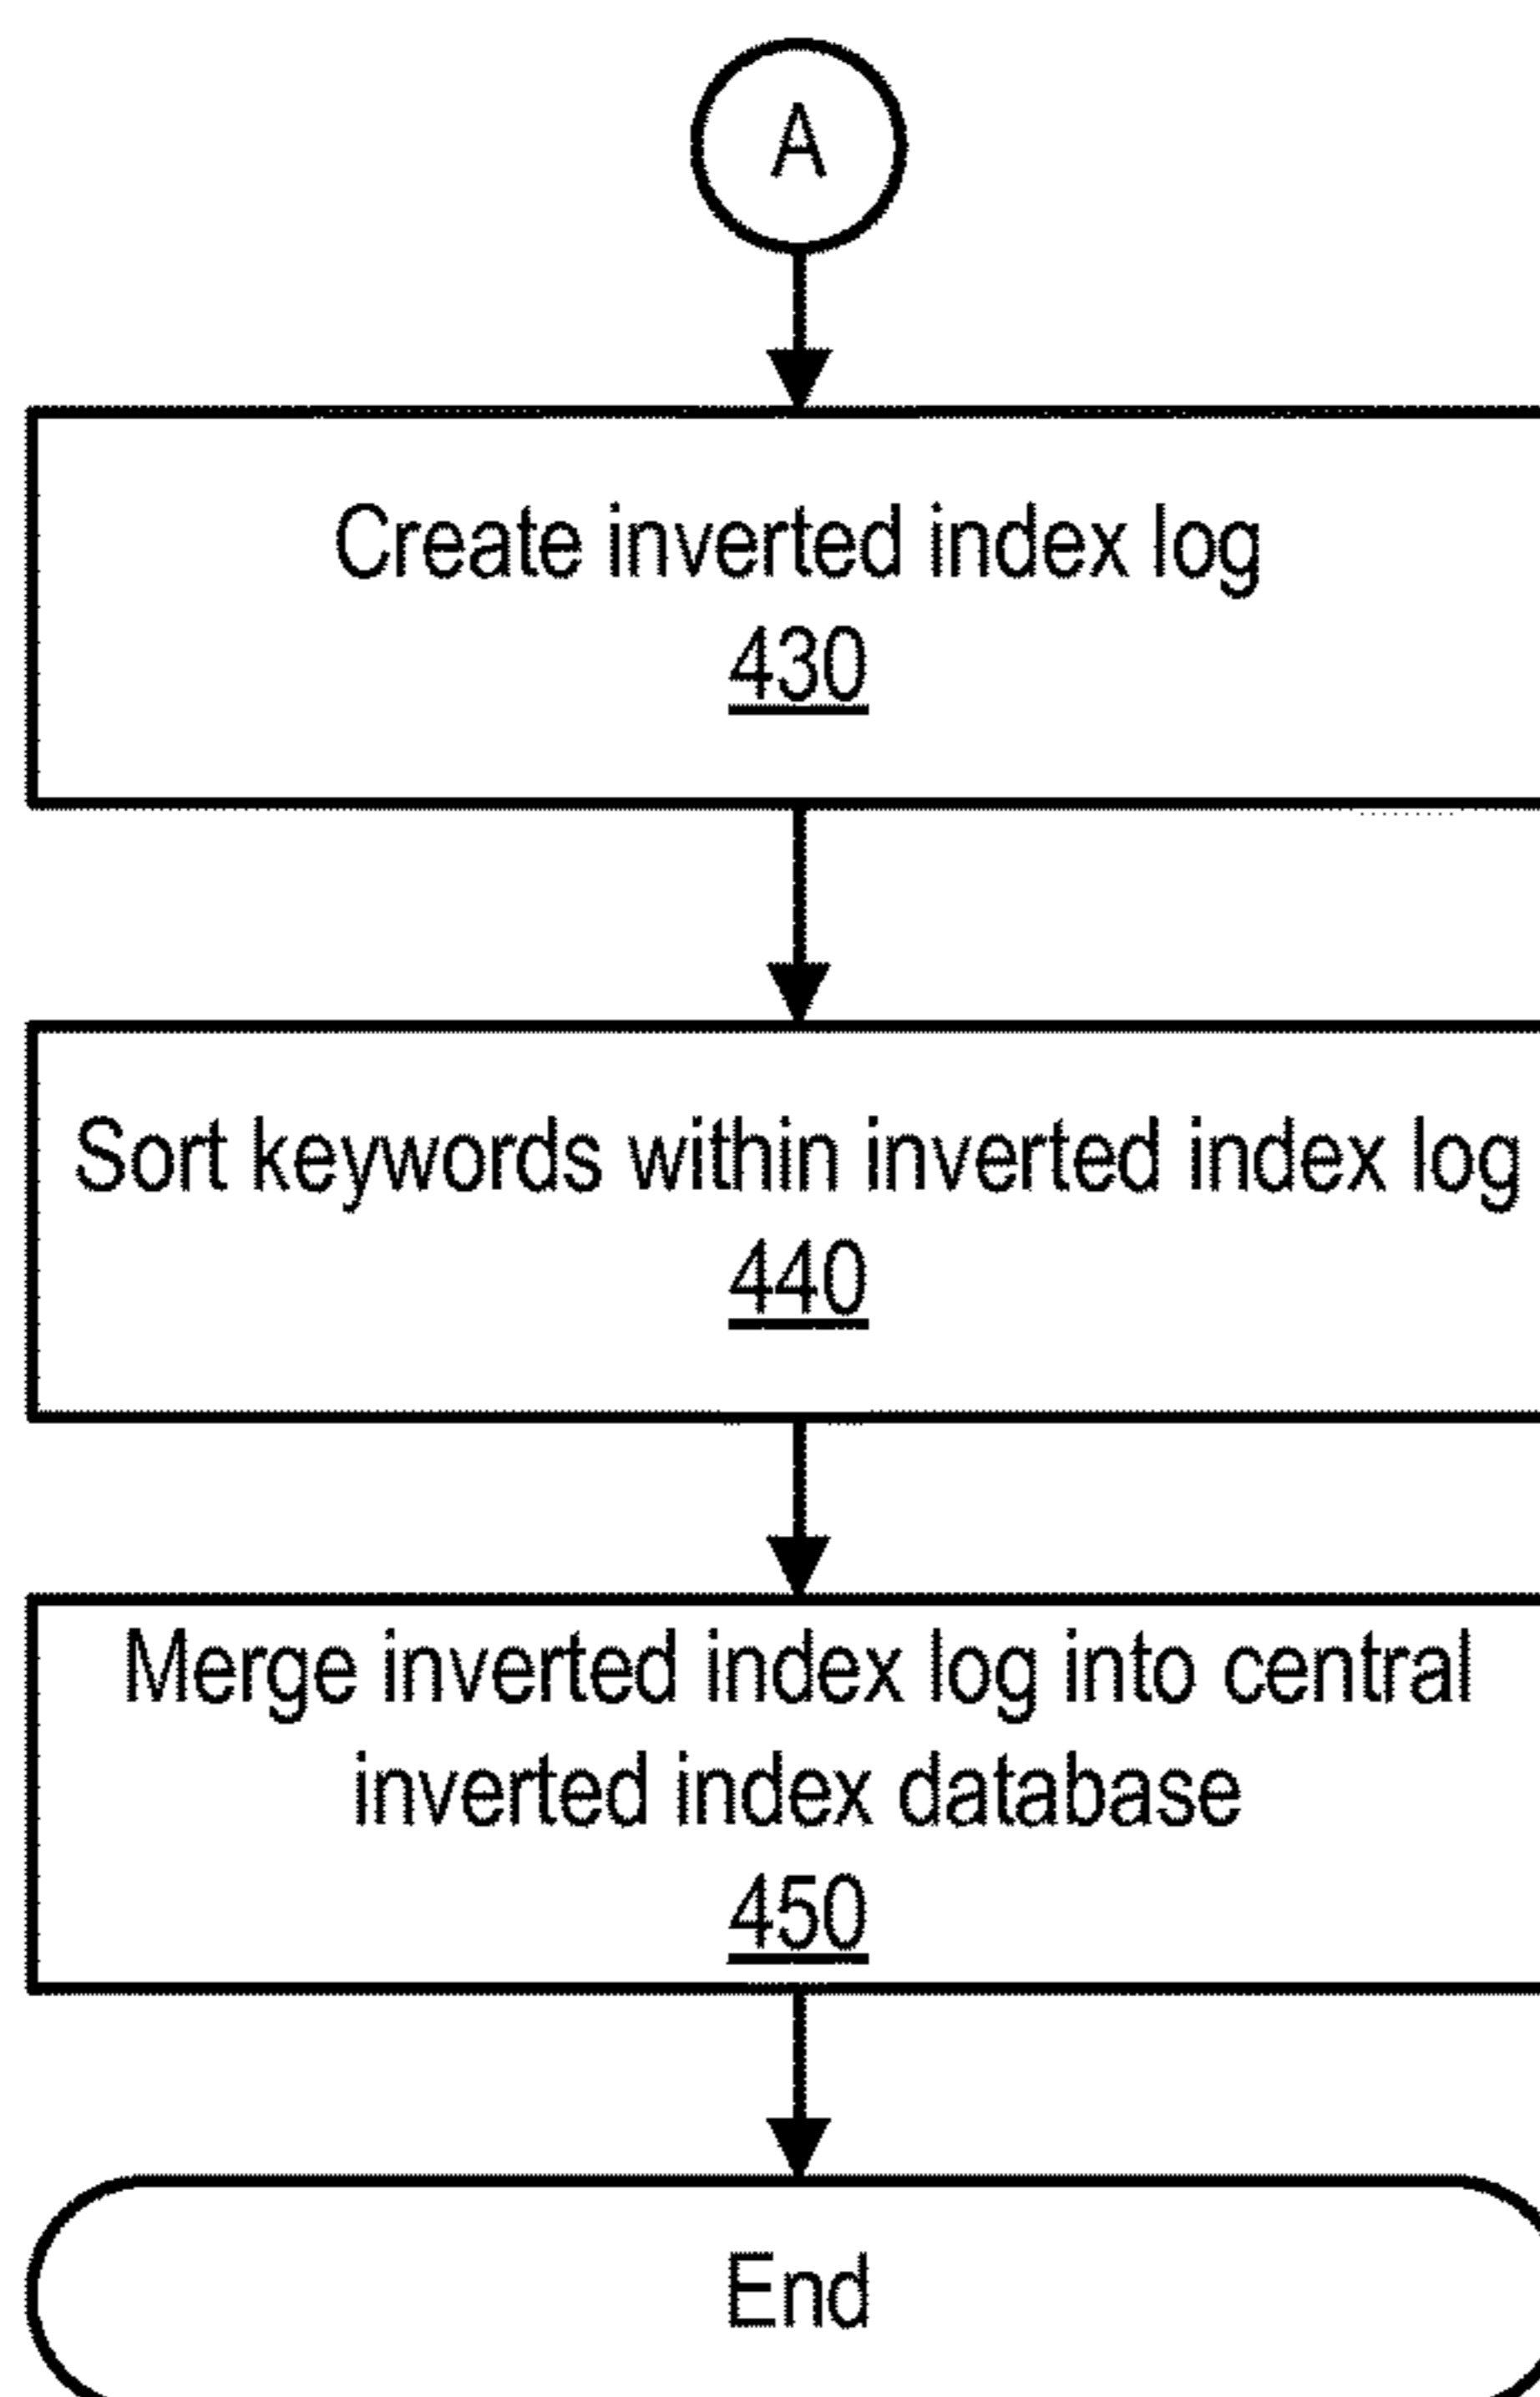 A
Create inverted index log
430
Sort keywords within inverted index log
440
Merge inverted index log into central
inverted index database
450
End